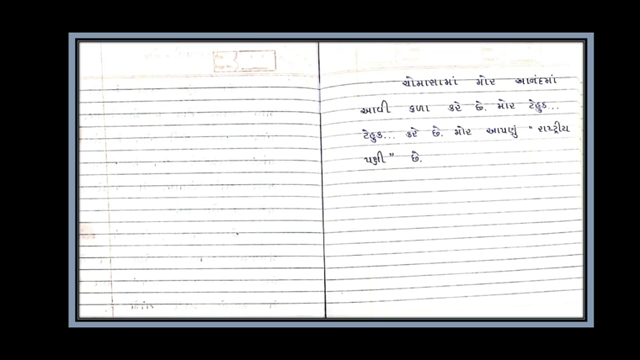 ચોમાસામાં મોર આનંદમાં
આવી કળા કરે છે. મોર ટેહુક...
ટેહુક... કરે છે. મોર આપણું "રાષ્ટ્રીય
પક્ષી" છે.